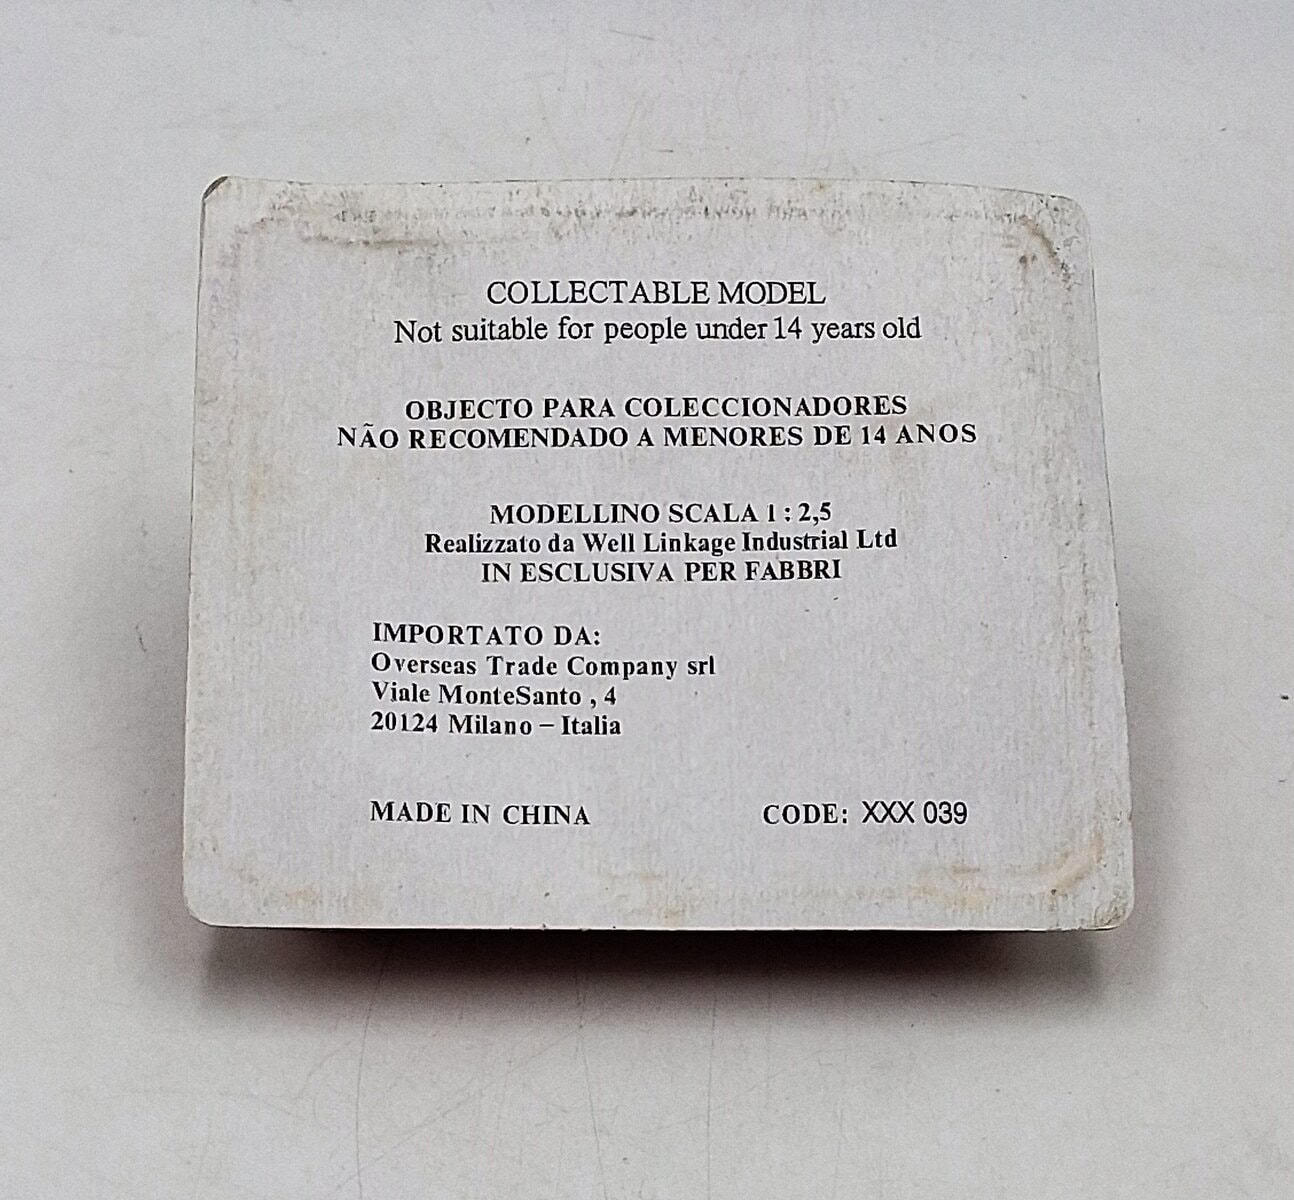 COLLECTABLE MODEL
Not suitable for people under 14 years old
OBJECTO PARA COLECCIONADORES
NÃO RECOMENDADO A MENORES DE 14 ANOS
MODELLINO SCALA 1 : 2,5
Realizzato da Well Linkage Industrial Ltd
IN ESCLUSIVA PER FABBRI
IMPORTATO DA:
Overseas Trade Company srl
Viale MonteSanto , 4
20124 Milano – Italia
MADE IN CHINA CODE: XXX 039